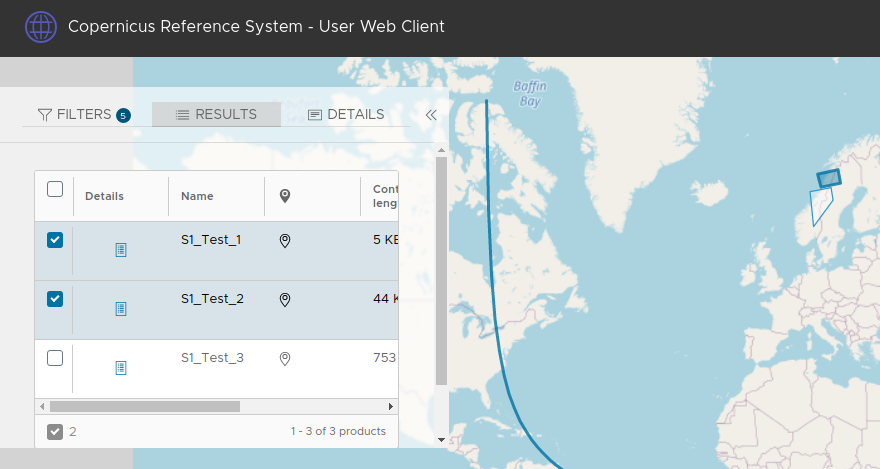 Copernicus Reference System - User Web Client
Baffin
Bay
FILTERS 5 RESULTS DETAILS
Details Name Cont
leng
S1_Test_1 5 KE
S1_Test_2 44 K
S1_Test_3 753
2 1 - 3 of 3 products